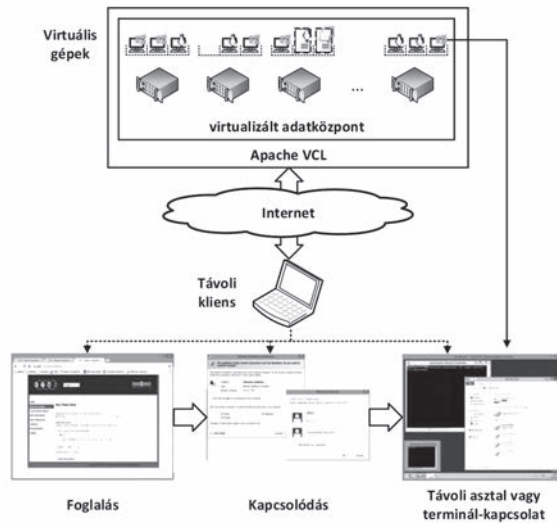 Virtuális
gépek
...
virtualizált adatközpont
Apache VCL
Internet
Távoli
kliens
Foglalás
Kapcsolódás
Távoli asztal vagy
terminál-kapcsolat